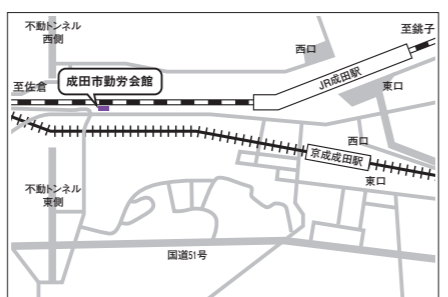 不動トンネル
西側
至銚子
西口
JR成田駅
成田市勤労会館
至佐倉
東口
西口
京成成田駅
東口
不動トンネル
東側
国道51号